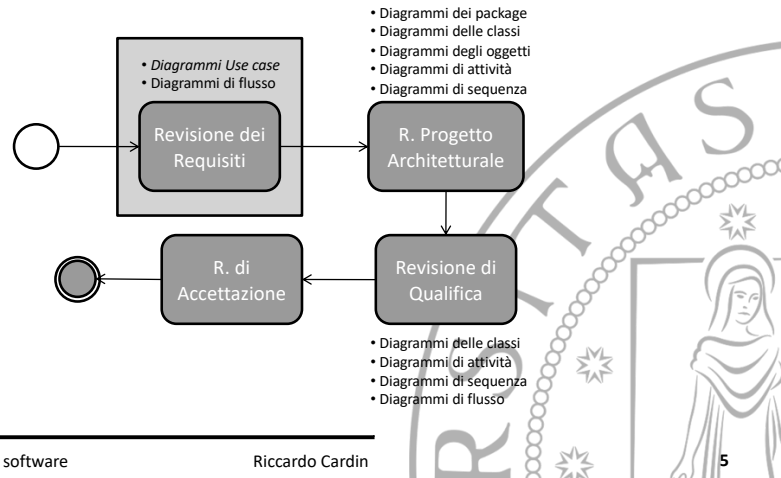 • Diagrammi dei package
• Diagrammi delle classi
• Diagrammi degli oggetti
• Diagrammi di attività
• Diagrammi di sequenza
• Diagrammi Use case
• Diagrammi di flusso
Revisione dei
Requisiti
R. Progetto
Architetturale
R. di
Accettazione
Revisione di
Qualifica
• Diagrammi delle classi
• Diagrammi di attività
• Diagrammi di sequenza
• Diagrammi di flusso
software
Riccardo Cardin
5
RSITAS